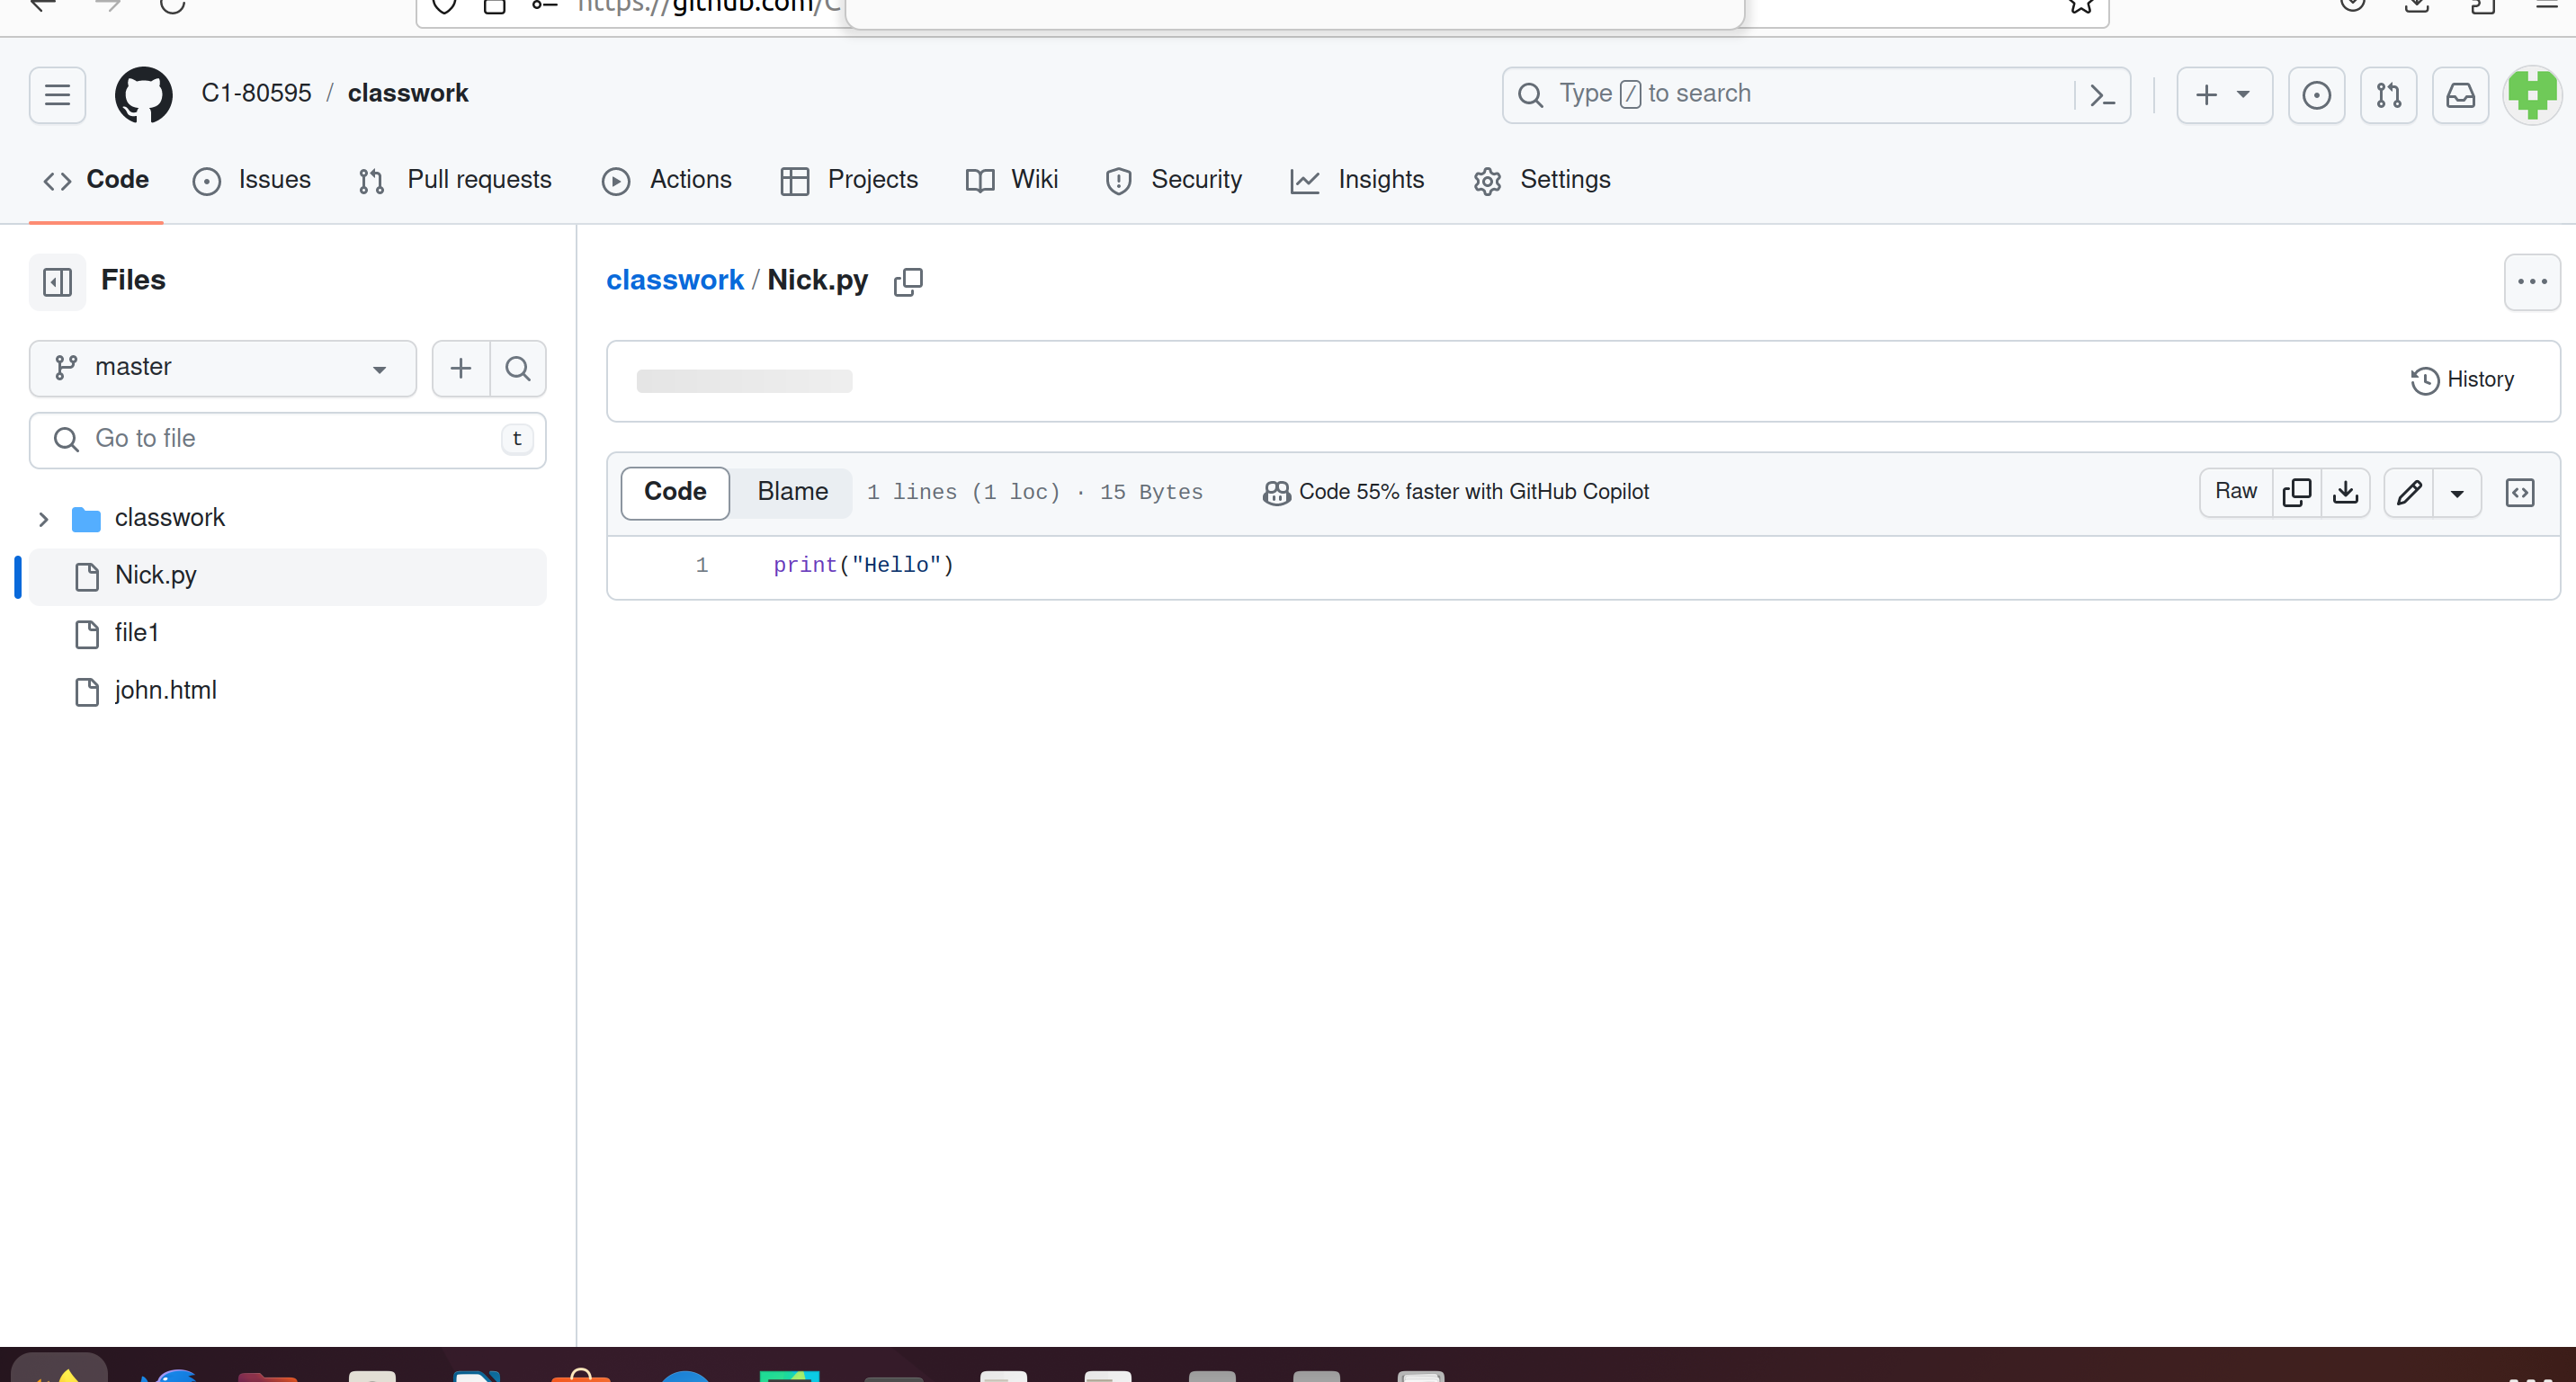 https://github.com/C
C1-80595 / classwork
Type / to search
Code Issues Pull requests Actions Projects Wiki Security Insights Settings
Files
master
Go to file t
classwork
Nick.py
file1
john.html
classwork / Nick.py
History
Code Blame 1 lines (1 loc) · 15 Bytes Code 55% faster with GitHub Copilot Raw
1 print("Hello")